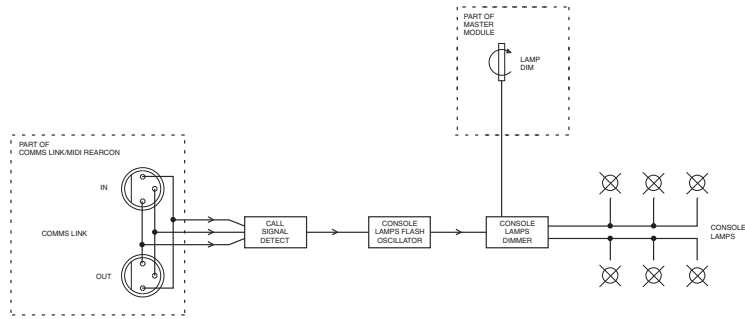 PART OF
MASTER
MODULE
LAMP
DIM
PART OF
COMMS LINK/MIDI REARCON
IN
COMMS LINK
OUT
CALL
SIGNAL
DETECT
CONSOLE
LAMPS FLASH
OSCILLATOR
CONSOLE
LAMPS
DIMMER
CONSOLE
LAMPS